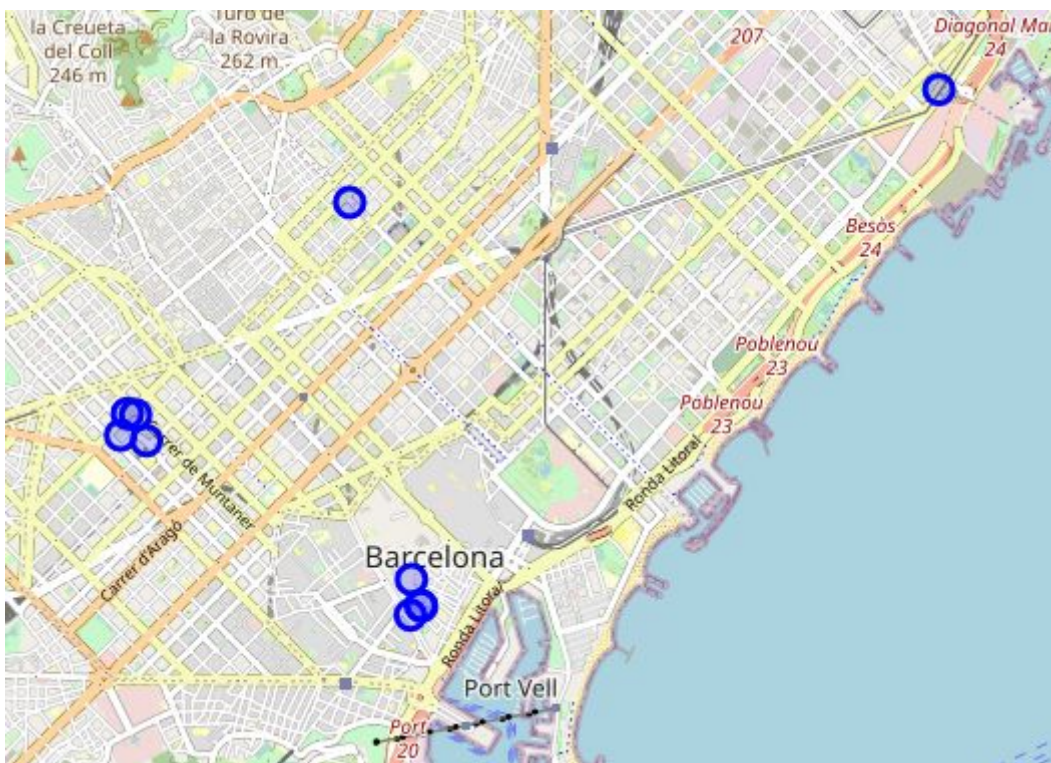 la Creueta
del Coll
246 m
Turó de
la Rovira
262 m
207
Diagonal Mar
24
Besòs
24
Poblenou
23
Poblenou
23
Ronda Litoral
Carrer de Muntaner
Carrer d'Aragó
Barcelona
Ronda Litoral
Port Vell
Port
20